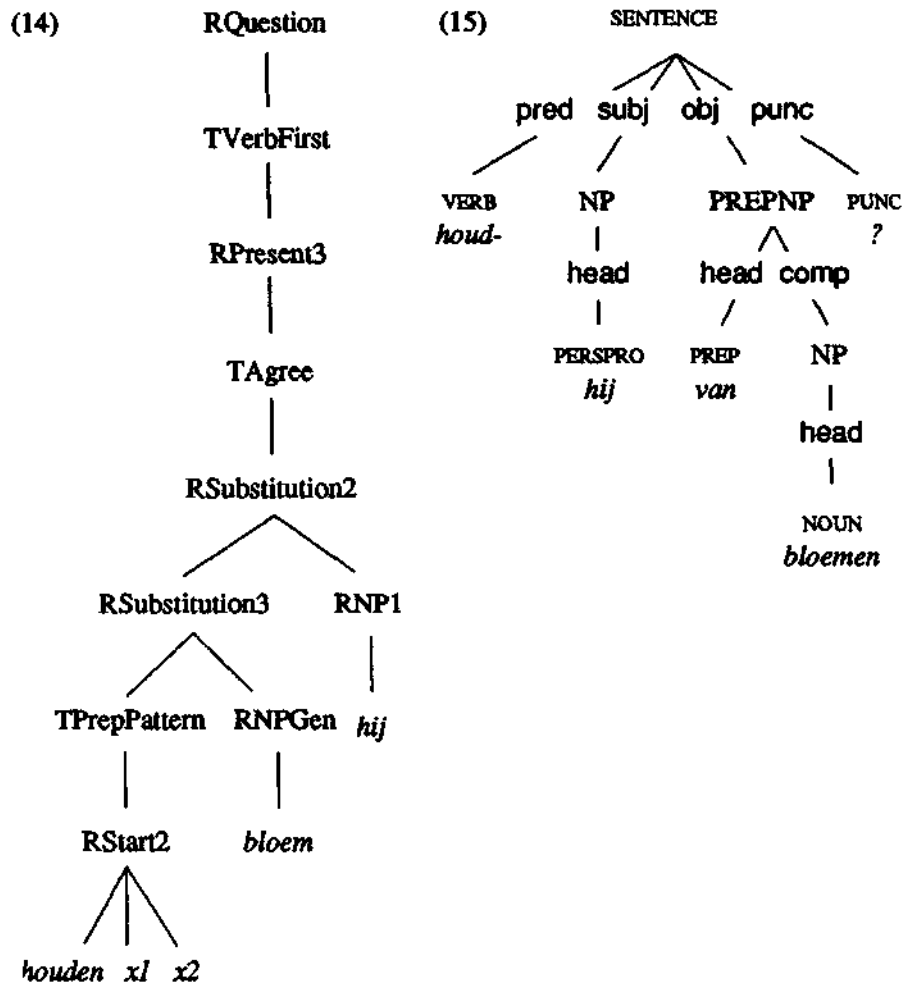 (14) RQuestion
TVerbFirst
RPresent3
TAgree
RSubstitution2
RSubstitution3 RNP1
TPrepPattern RNPGen hij
RStart2 bloem
houden x1 x2
(15) SENTENCE
pred subj obj punc
VERB NP PREPNP PUNC
houd- ?
head head comp
PERSPRO PREP NP
hij van
head
NOUN
bloemen